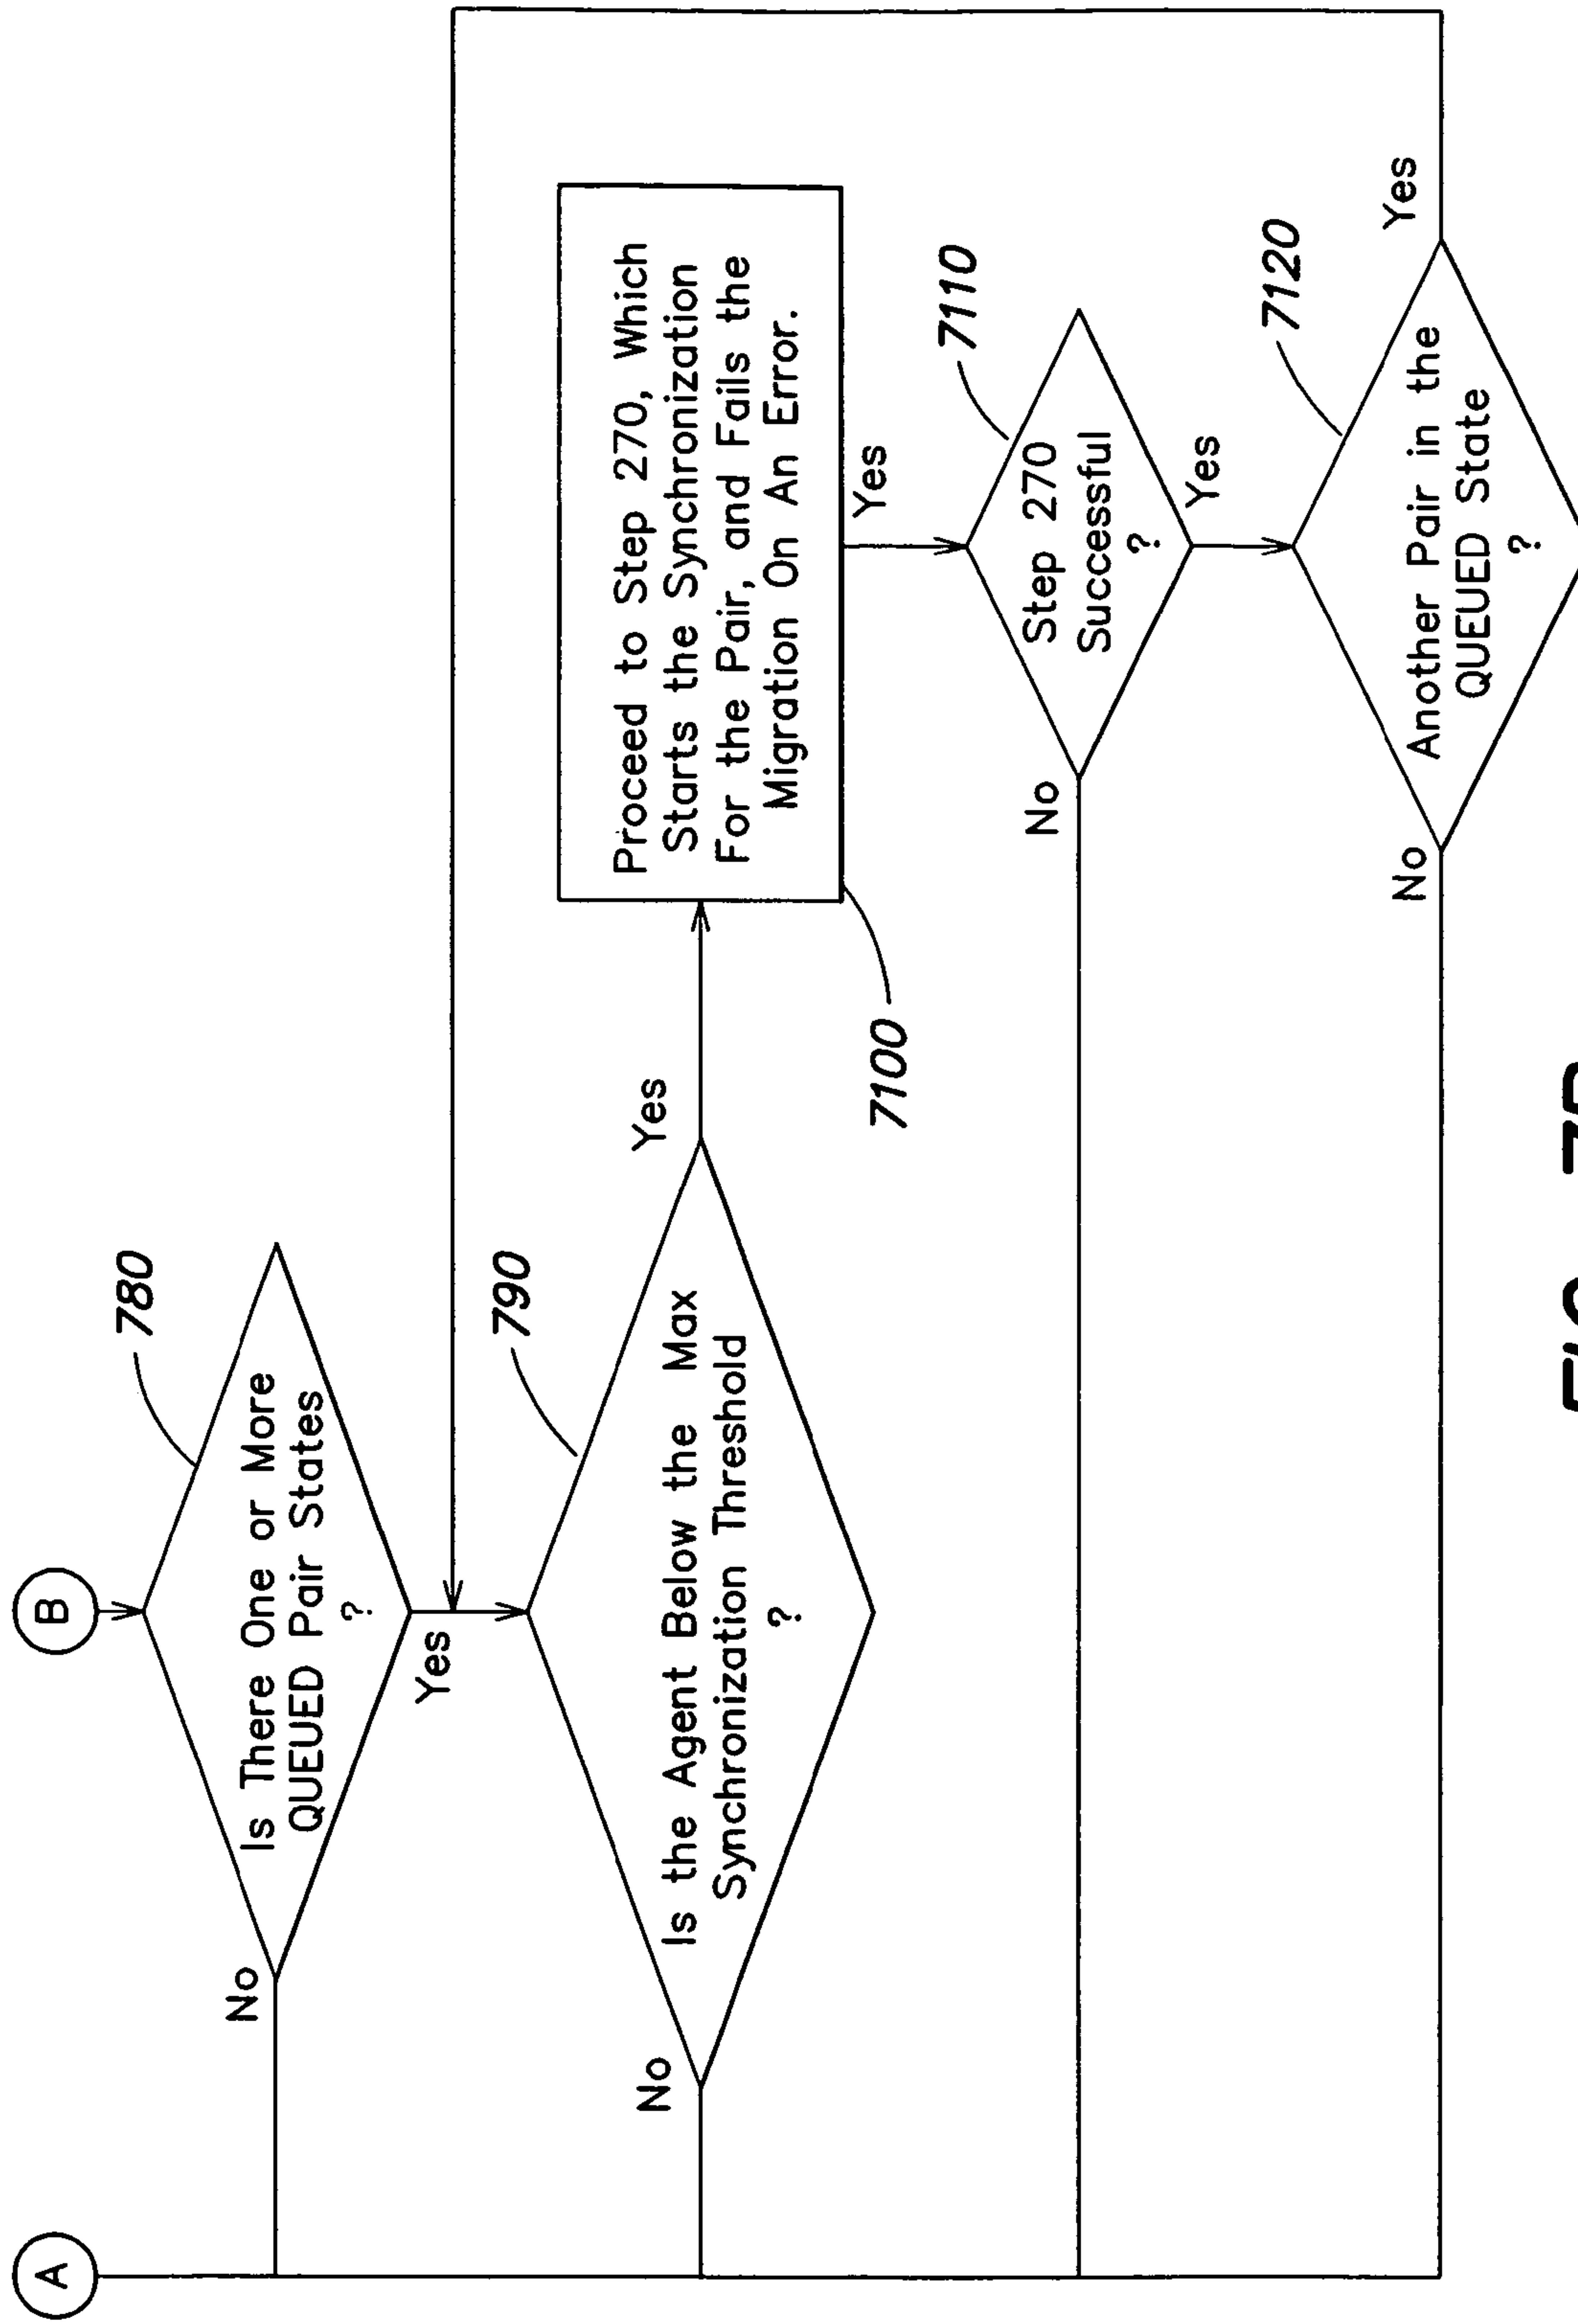 A
B
780
Is There One or More
QUEUED Pair States
?
No
Yes
790
Is the Agent Below the Max
Synchronization Threshold
?
No
Yes
7100
Proceed to Step 270, Which
Starts the Synchronization
For the Pair, and Fails the
Migration On An Error.
Yes
7110
Step 270
Successful
?
No
Yes
7120
Another Pair in the
QUEUED State
?
No
Yes